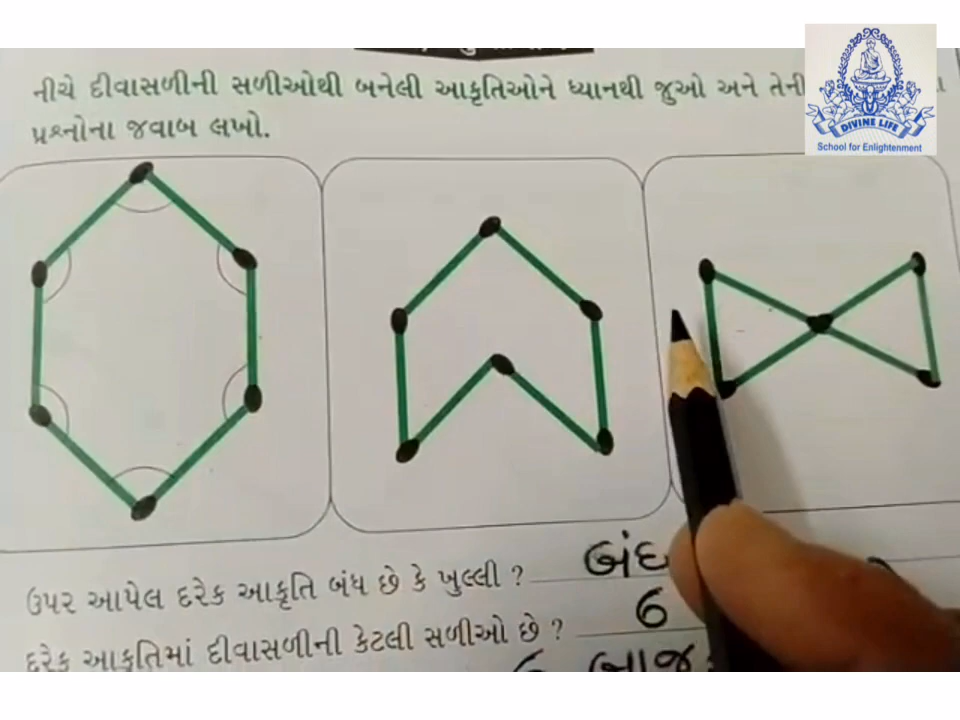 નીચે દીવાસળીની સળીઓથી બનેલી આકૃતિઓને ધ્યાનથી જુઓ અને તેની
પ્રશ્નોના જવાબ લખો.
DIVINE LIFE
School for Enlightenment
ઉપર આપેલ દરેક આકૃતિ બંધ છે કે ખુલ્લી ? બંધ
દરેક આકૃતિમાં દીવાસળીની કેટલી સળીઓ છે ? 6
6 બાજુ